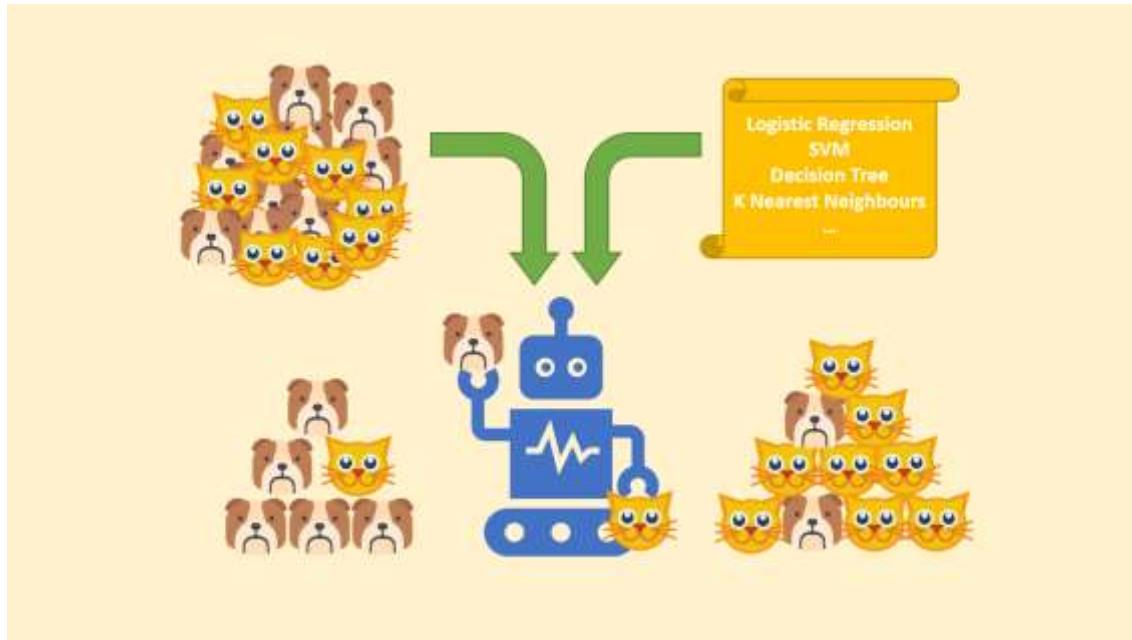 Logistic Regression
SVM
Decision Tree
K Nearest Neighbours
...